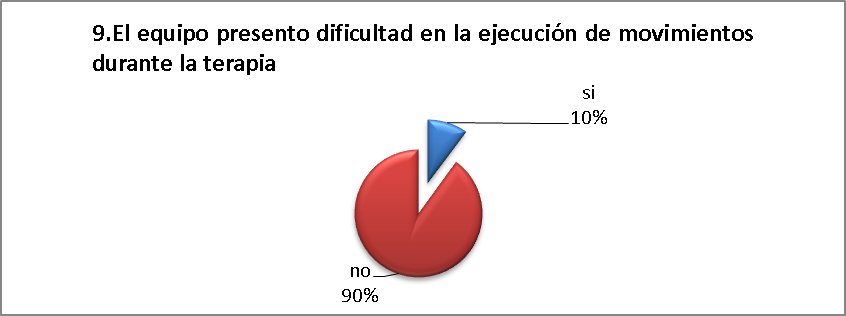 9.El equipo presento dificultad en la ejecución de movimientos
durante la terapia
si
10%
no
90%